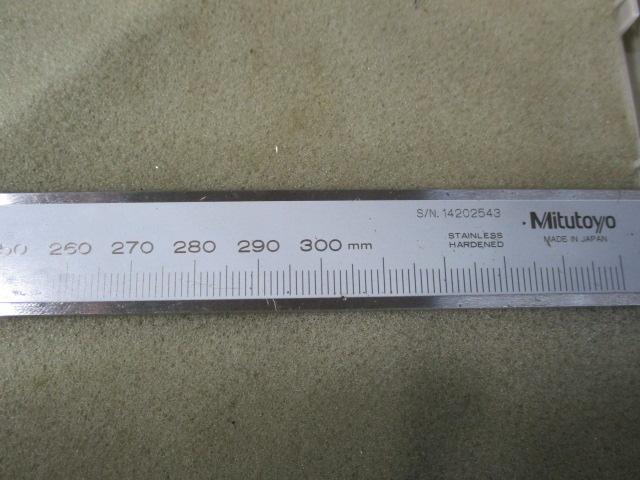 S/N. 14202543
Mitutoyo
MADE IN JAPAN
STAINLESS
HARDENED
260 270 280 290 300 mm